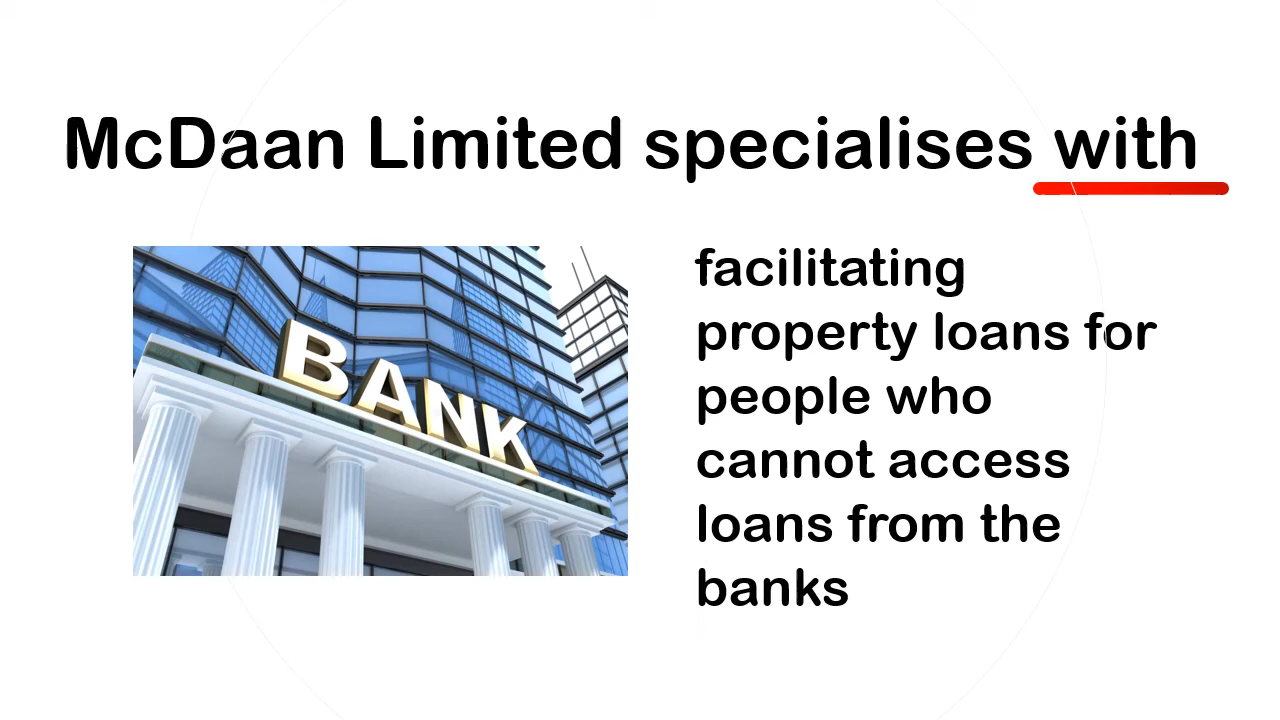 McDaan Limited specialises with
BANK
facilitating
property loans for
people who
cannot access
loans from the
banks